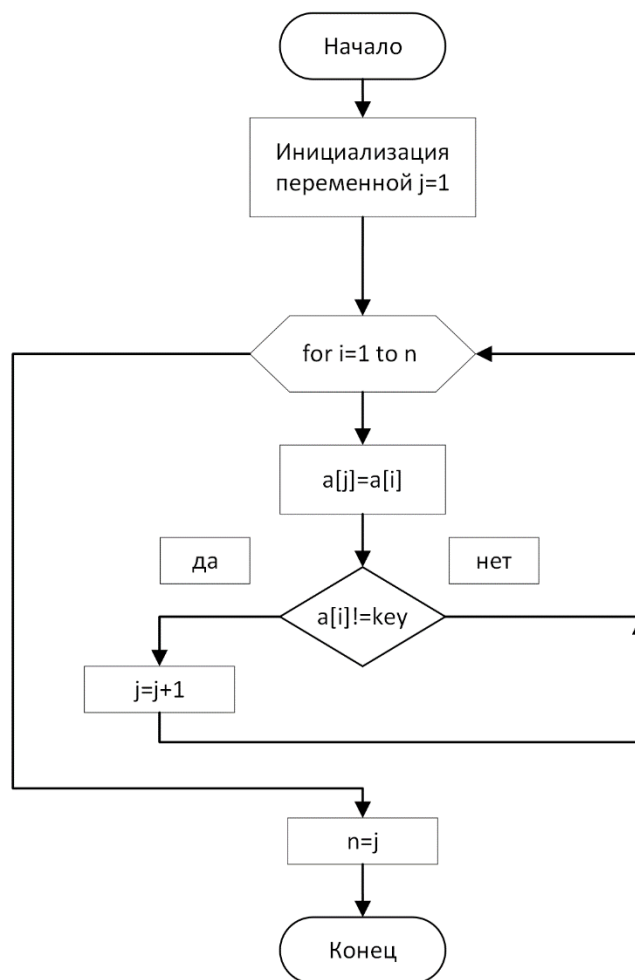 Начало
Инициализация
переменной j=1
for i=1 to n
a[j]=a[i]
да
нет
a[i]!=key
j=j+1
n=j
Конец